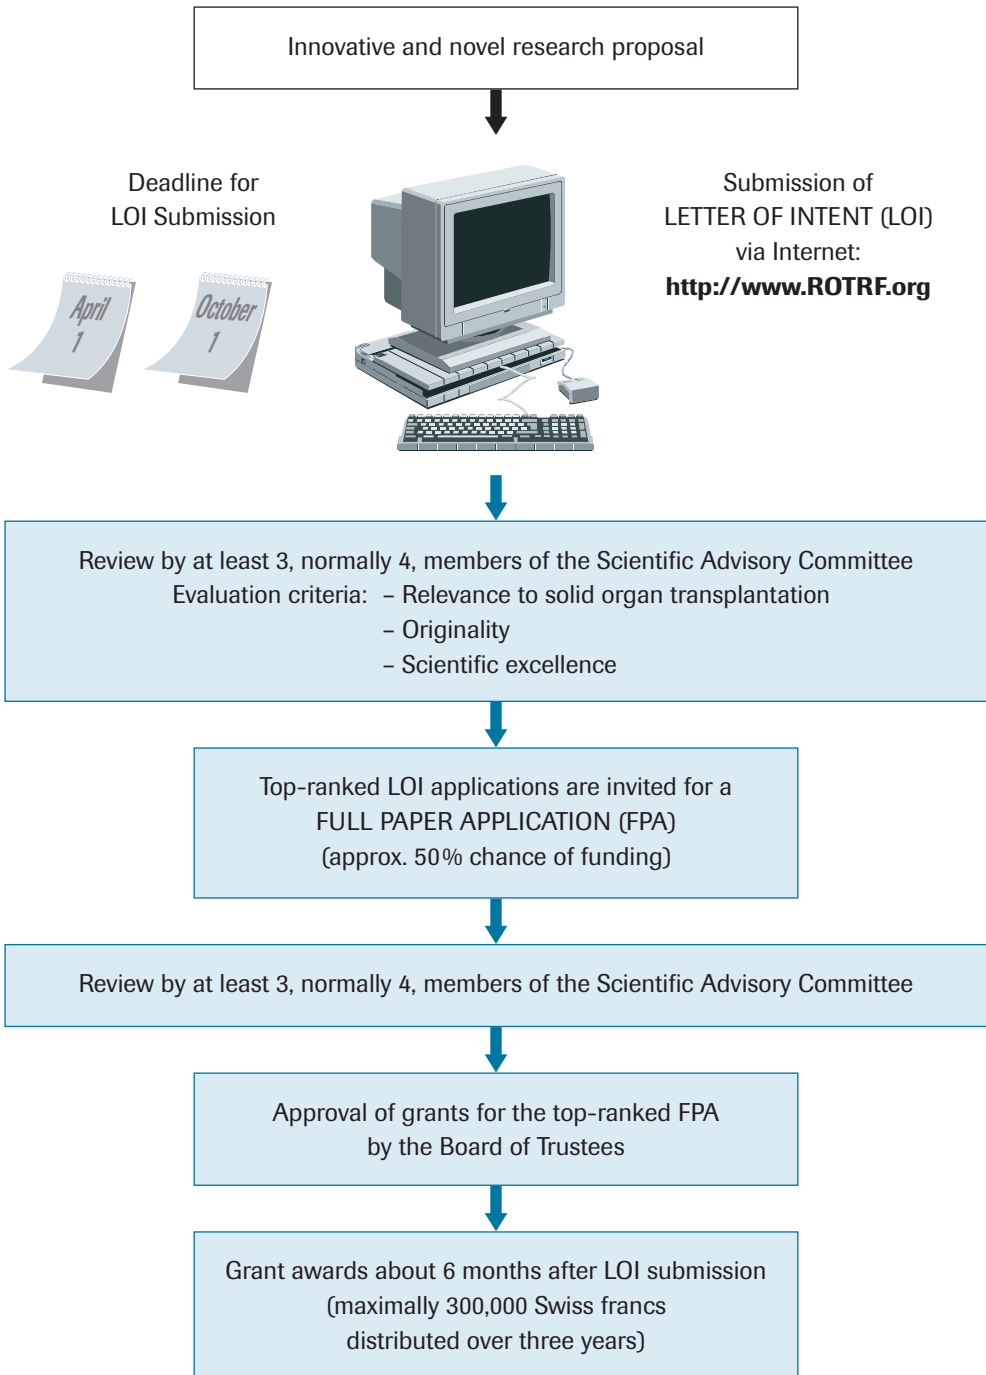 Innovative and novel research proposal
Deadline for
LOI Submission
April
1
October
1
Submission of
LETTER OF INTENT (LOI)
via Internet:
http://www.ROTRF.org
Review by at least 3, normally 4, members of the Scientific Advisory Committee
Evaluation criteria: – Relevance to solid organ transplantation
– Originality
– Scientific excellence
Top-ranked LOI applications are invited for a
FULL PAPER APPLICATION (FPA)
(approx. 50% chance of funding)
Review by at least 3, normally 4, members of the Scientific Advisory Committee
Approval of grants for the top-ranked FPA
by the Board of Trustees
Grant awards about 6 months after LOI submission
(maximally 300,000 Swiss francs
distributed over three years)